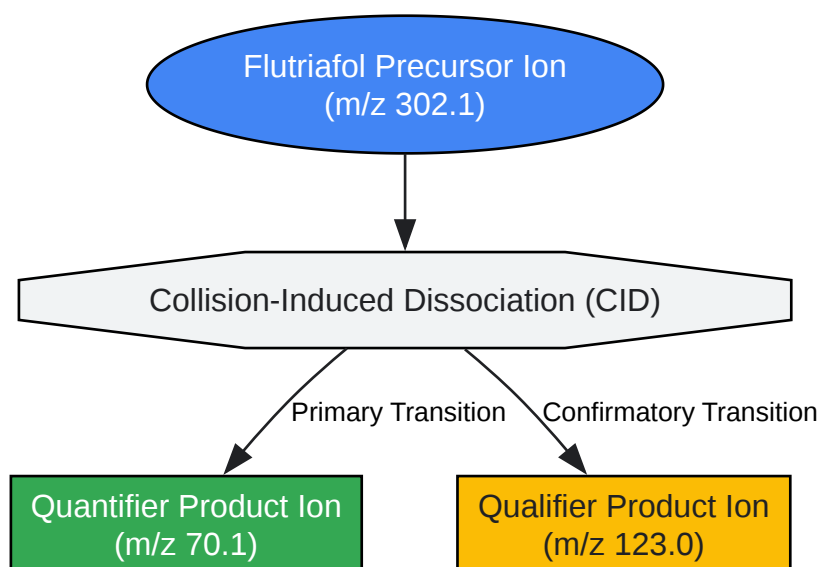 Flutriafol Precursor Ion
(m/z 302.1)
Collision-Induced Dissociation (CID)
Primary Transition
Confirmatory Transition
Quantifier Product Ion
(m/z 70.1)
Qualifier Product Ion
(m/z 123.0)